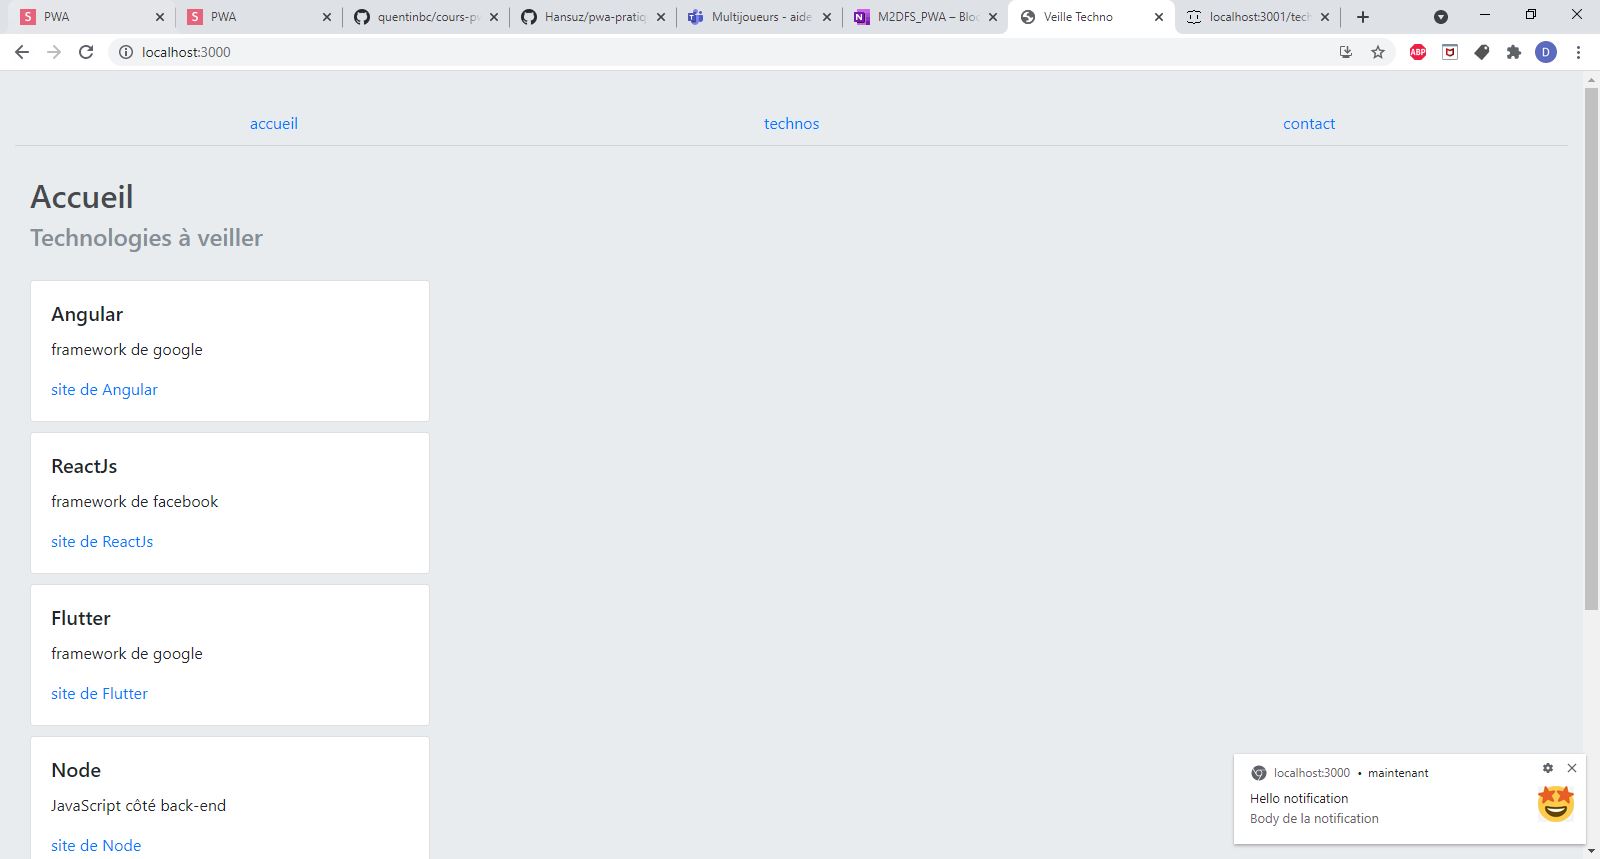 PWA
PWA
quentinbc/cours-pw
Hansuz/pwa-pratiq
Multijoueurs - aide
M2DFS_PWA – Bloc
Veille Techno
localhost:3001/tech
localhost:3000
ABP
D
accueil
technos
contact
Accueil
Technologies à veiller
Angular
framework de google
site de Angular
ReactJs
framework de facebook
site de ReactJs
Flutter
framework de google
site de Flutter
Node
JavaScript côté back-end
site de Node
localhost:3000 • maintenant
Hello notification
Body de la notification